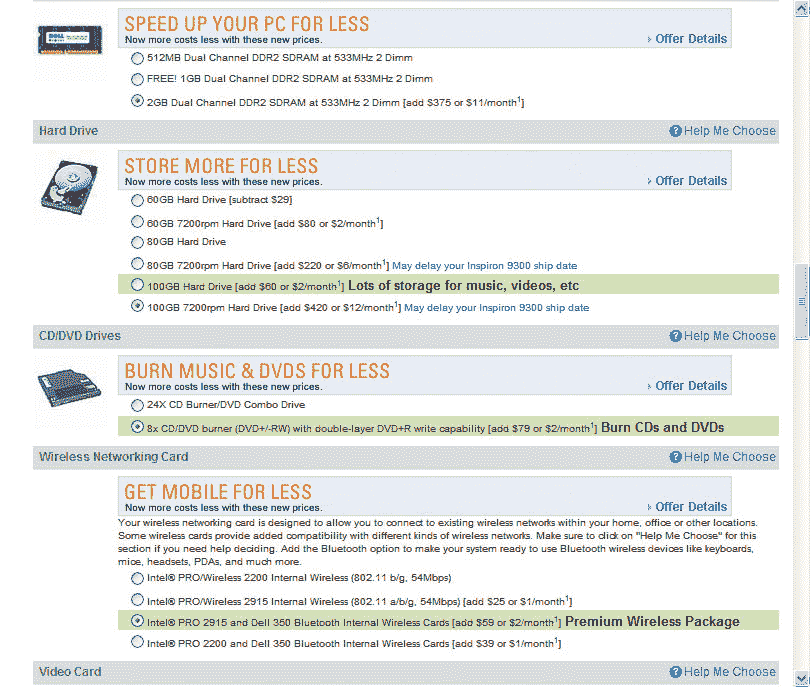 DELL
SPEED UP YOUR PC FOR LESS
Now more costs less with these new prices.
Offer Details
512MB Dual Channel DDR2 SDRAM at 533MHz 2 Dimm
FREE! 1GB Dual Channel DDR2 SDRAM at 533MHz 2 Dimm
2GB Dual Channel DDR2 SDRAM at 533MHz 2 Dimm [add $375 or $11/month1]
Hard Drive
? Help Me Choose
STORE MORE FOR LESS
Now more costs less with these new prices.
Offer Details
60GB Hard Drive [subtract $29]
60GB 7200rpm Hard Drive [add $80 or $2/month1]
80GB Hard Drive
80GB 7200rpm Hard Drive [add $220 or $6/month1] May delay your Inspiron 9300 ship date
100GB Hard Drive [add $60 or $2/month1] Lots of storage for music, videos, etc
100GB 7200rpm Hard Drive [add $420 or $12/month1] May delay your Inspiron 9300 ship date
CD/DVD Drives
? Help Me Choose
BURN MUSIC & DVDS FOR LESS
Now more costs less with these new prices.
Offer Details
24X CD Burner/DVD Combo Drive
8x CD/DVD burner (DVD+/-RW) with double-layer DVD+R write capability [add $79 or $2/month1] Burn CDs and DVDs
Wireless Networking Card
? Help Me Choose
GET MOBILE FOR LESS
Now more costs less with these new prices.
Offer Details
Your wireless networking card is designed to allow you to connect to existing wireless networks within your home, office or other locations.
Some wireless cards provide added compatibility with different kinds of wireless networks. Make sure to click on "Help Me Choose" for this
section if you need help deciding. Add the Bluetooth option to make your system ready to use Bluetooth wireless devices like keyboards,
mice, headsets, PDAs, and much more.
Intel® PRO/Wireless 2200 Internal Wireless (802.11 b/g, 54Mbps)
Intel® PRO/Wireless 2915 Internal Wireless (802.11 a/b/g, 54Mbps) [add $25 or $1/month1]
Intel® PRO 2915 and Dell 350 Bluetooth Internal Wireless Cards [add $59 or $2/month1] Premium Wireless Package
Intel® PRO 2200 and Dell 350 Bluetooth Internal Wireless Cards [add $39 or $1/month1]
Video Card
? Help Me Choose